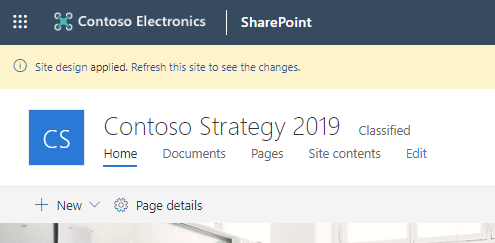 Contoso Electronics SharePoint
Site design applied. Refresh this site to see the changes.
CS Contoso Strategy 2019 Classified
Home Documents Pages Site contents Edit
+ New Page details